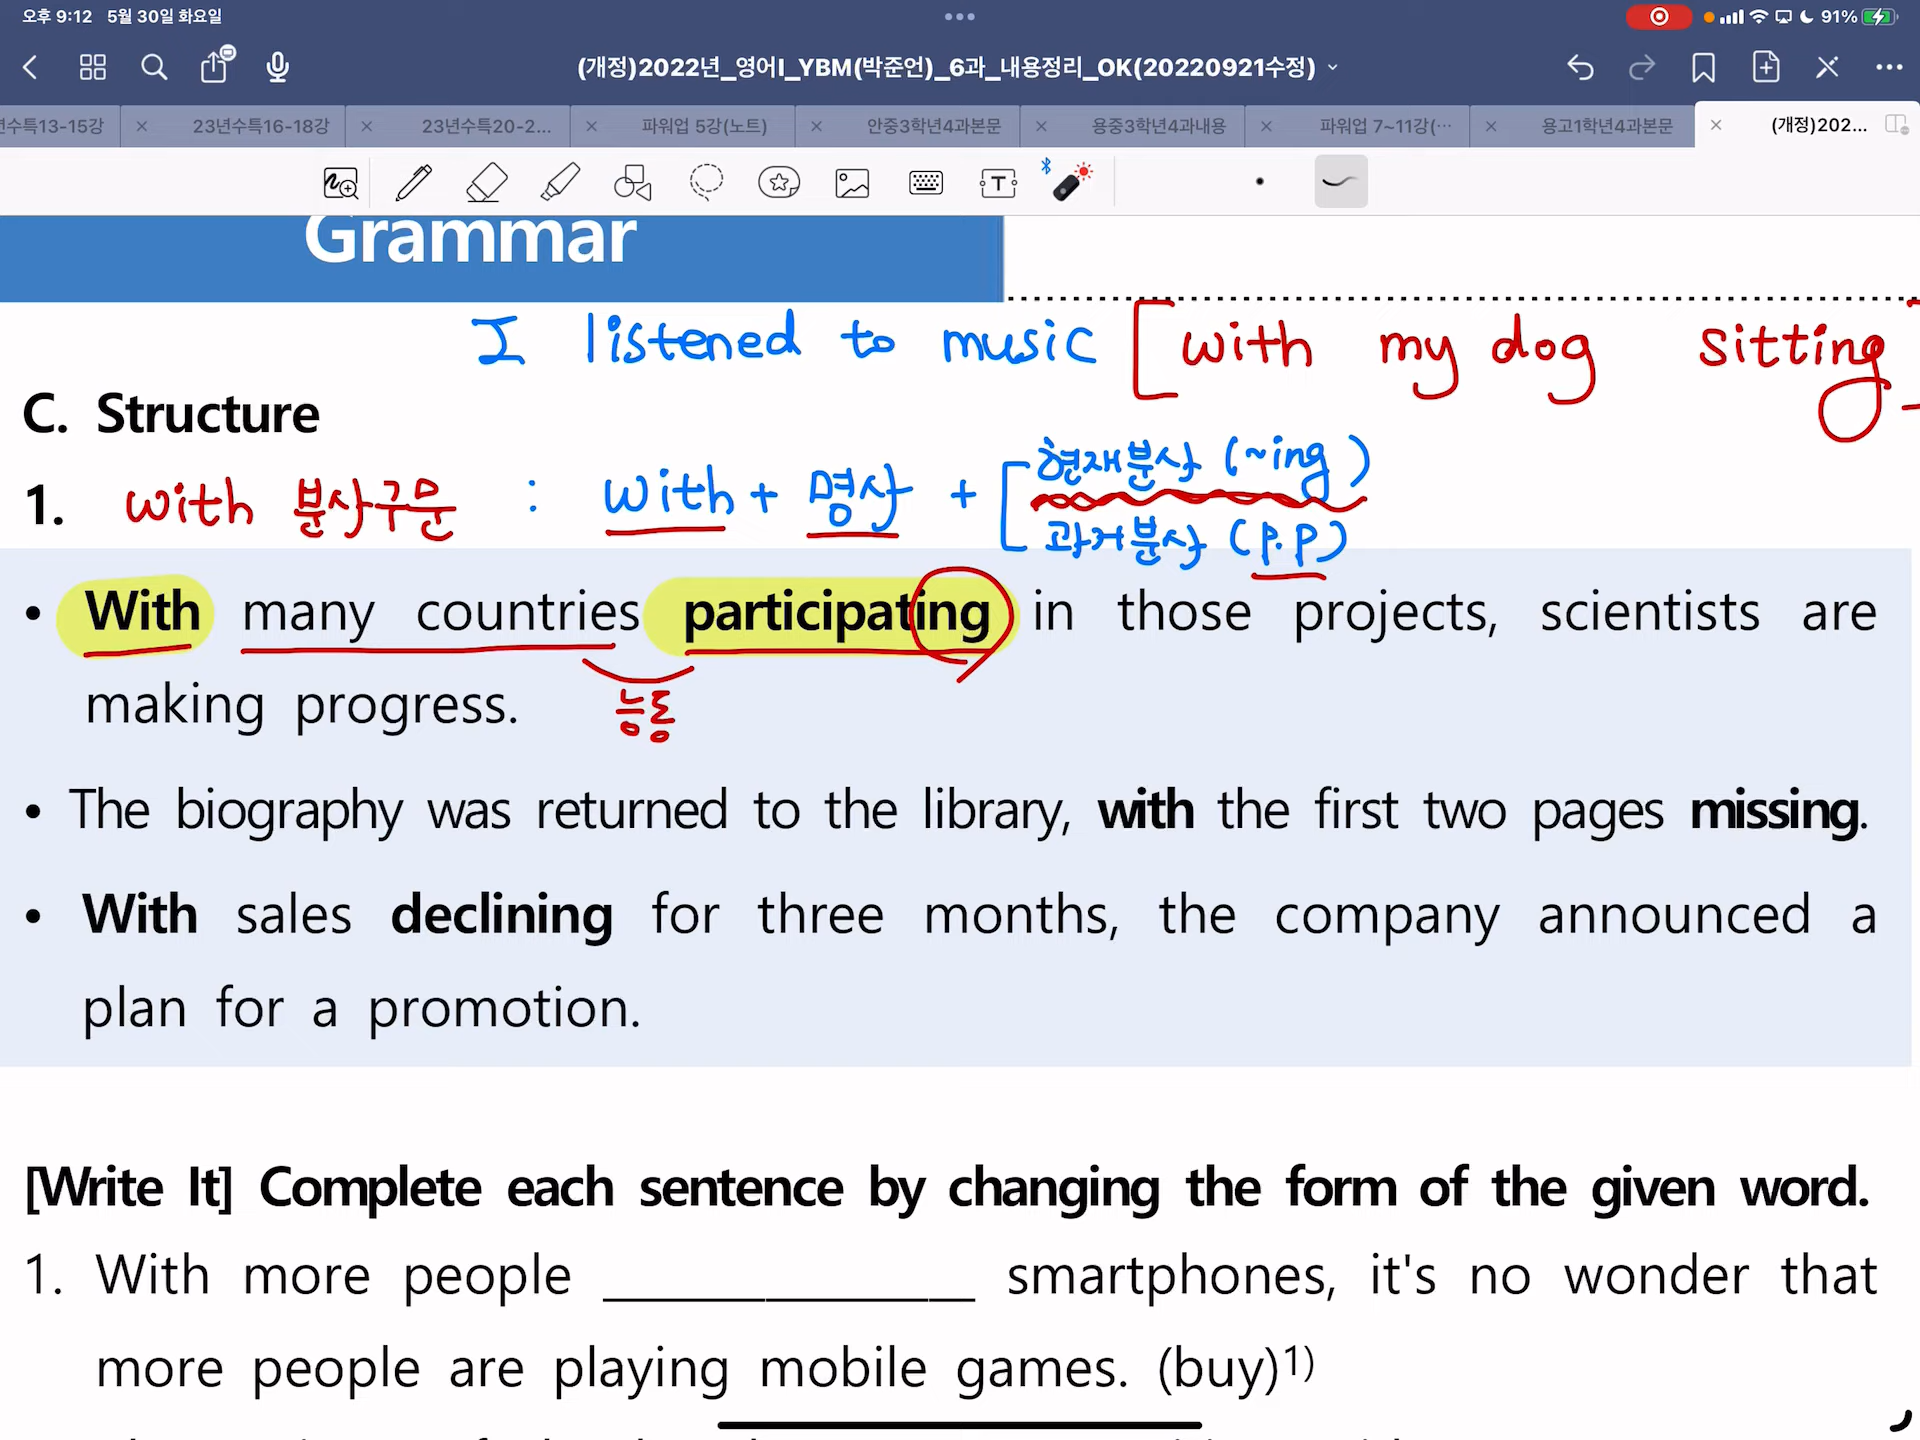 오후 9:12 5월 30일 화요일
91%
(개정)2022년_영어I_YBM(박준언)_6과_내용정리_OK(20220921수정)
년수특13-15강 23년수특16-18강 23년수특20-2... 파워업 5강(노트) 안중3학년4과본문 용중3학년4과내용 파워업 7~11강(… 용고1학년4과본문 (개정)202...
Grammar
I listened to music [ with my dog sitting
C. Structure
현재분사 (~ing)
1. with 분사구문 : with + 명사 + [
과거분사 (p.p)
• With many countries participating in those projects, scientists are
making progress.
능동
• The biography was returned to the library, with the first two pages missing.
• With sales declining for three months, the company announced a
plan for a promotion.
[Write It] Complete each sentence by changing the form of the given word.
1. With more people ______________ smartphones, it's no wonder that
more people are playing mobile games. (buy)1)